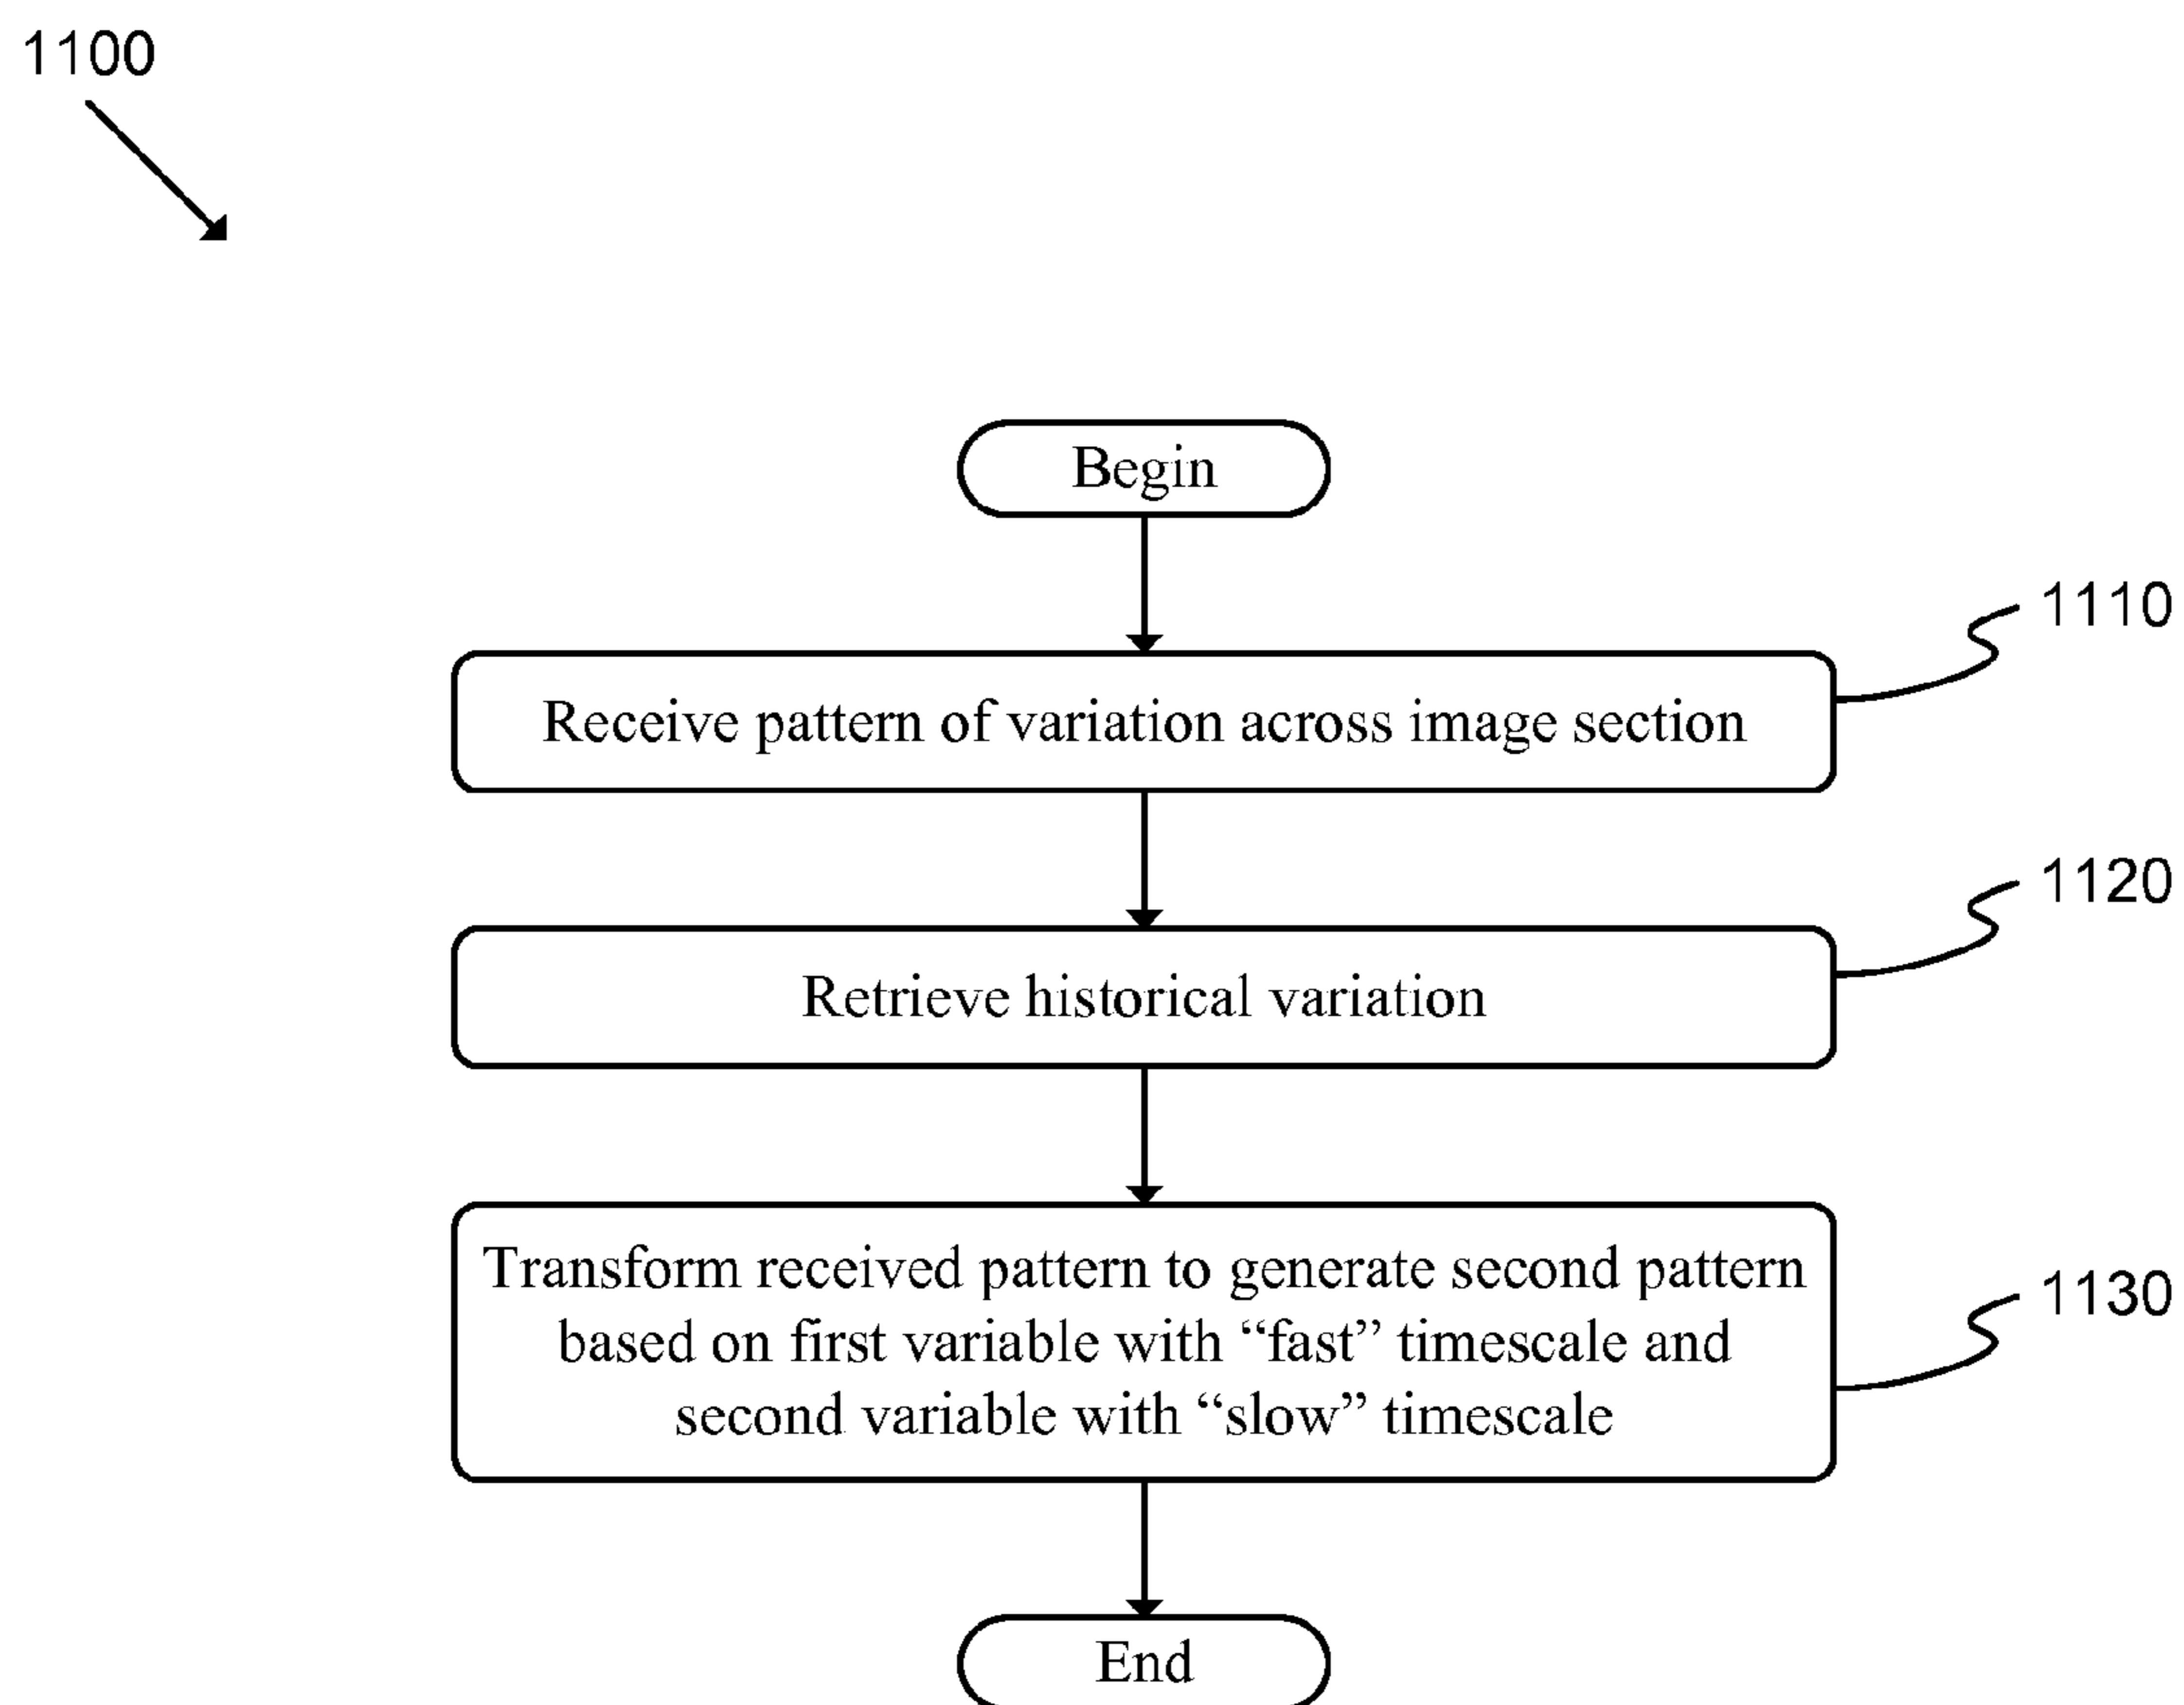 1100
Begin
1110
Receive pattern of variation across image section
1120
Retrieve historical variation
1130
Transform received pattern to generate second pattern
based on first variable with “fast” timescale and
second variable with “slow” timescale
End